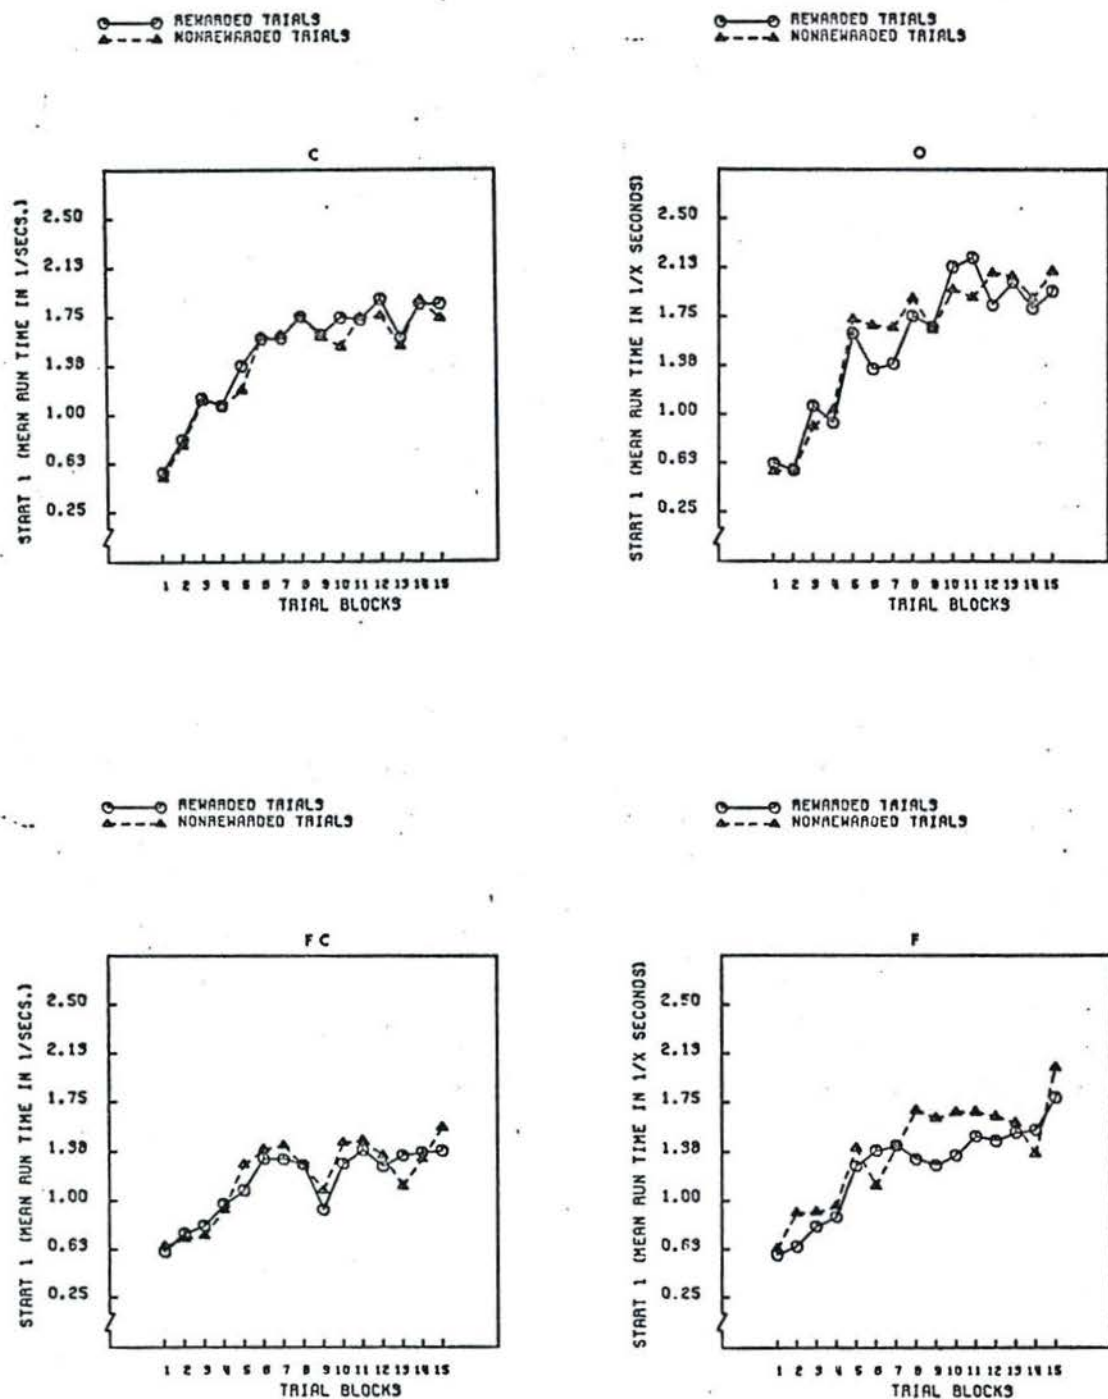 REWARDED TRIALS
NONREWARDED TRIALS
C
START 1 (MEAN RUN TIME IN 1/SECS.)
2.50
2.13
1.75
1.38
1.00
0.63
0.25
1 2 3 4 5 6 7 8 9 10 11 12 13 14 15
TRIAL BLOCKS
REWARDED TRIALS
NONREWARDED TRIALS
O
START 1 (MEAN RUN TIME IN 1/X SECONDS)
2.50
2.13
1.75
1.38
1.00
0.63
0.25
1 2 3 4 5 6 7 8 9 10 11 12 13 14 15
TRIAL BLOCKS
REWARDED TRIALS
NONREWARDED TRIALS
FC
START 1 (MEAN RUN TIME IN 1/SECS.)
2.50
2.13
1.75
1.38
1.00
0.63
0.25
1 2 3 4 5 6 7 8 9 10 11 12 13 14 15
TRIAL BLOCKS
REWARDED TRIALS
NONREWARDED TRIALS
F
START 1 (MEAN RUN TIME IN 1/X SECONDS)
2.50
2.13
1.75
1.38
1.00
0.63
0.25
1 2 3 4 5 6 7 8 9 10 11 12 13 14 15
TRIAL BLOCKS